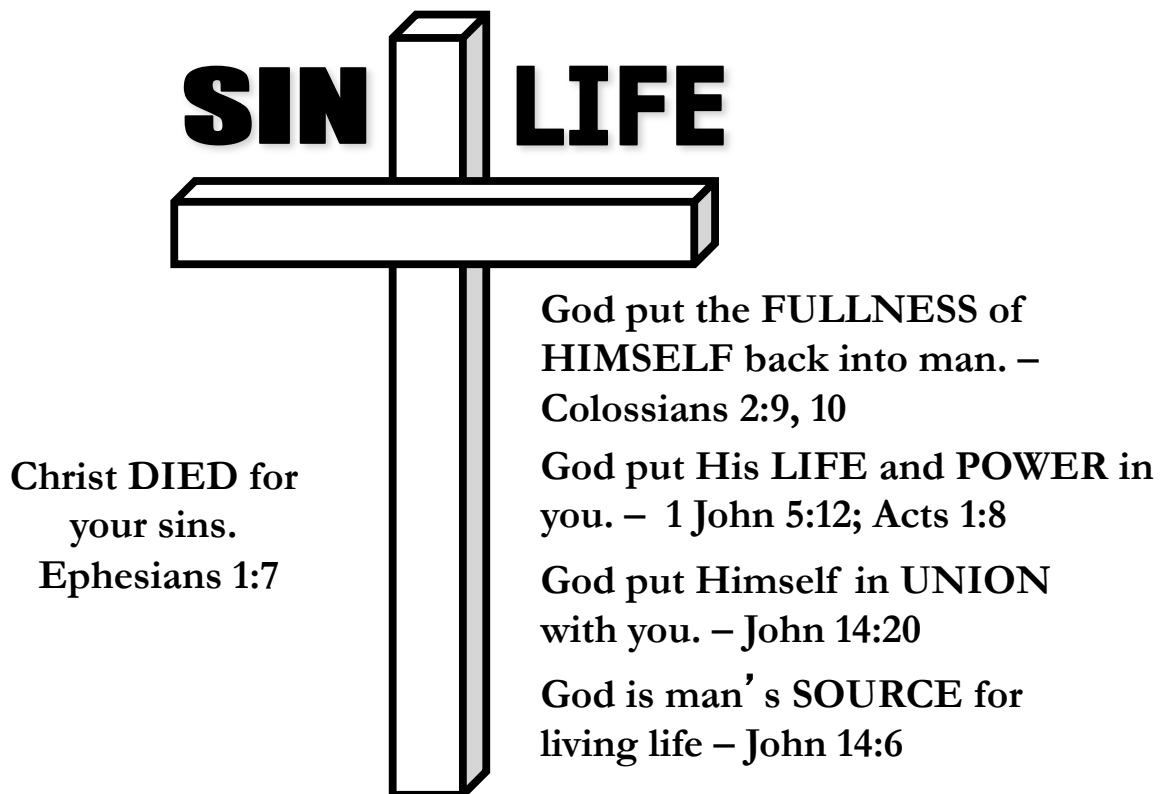 SIN LIFE
Christ DIED for
your sins.
Ephesians 1:7
God put the FULLNESS of
HIMSELF back into man. –
Colossians 2:9, 10
God put His LIFE and POWER in
you. – 1 John 5:12; Acts 1:8
God put Himself in UNION
with you. – John 14:20
God is man’s SOURCE for
living life – John 14:6